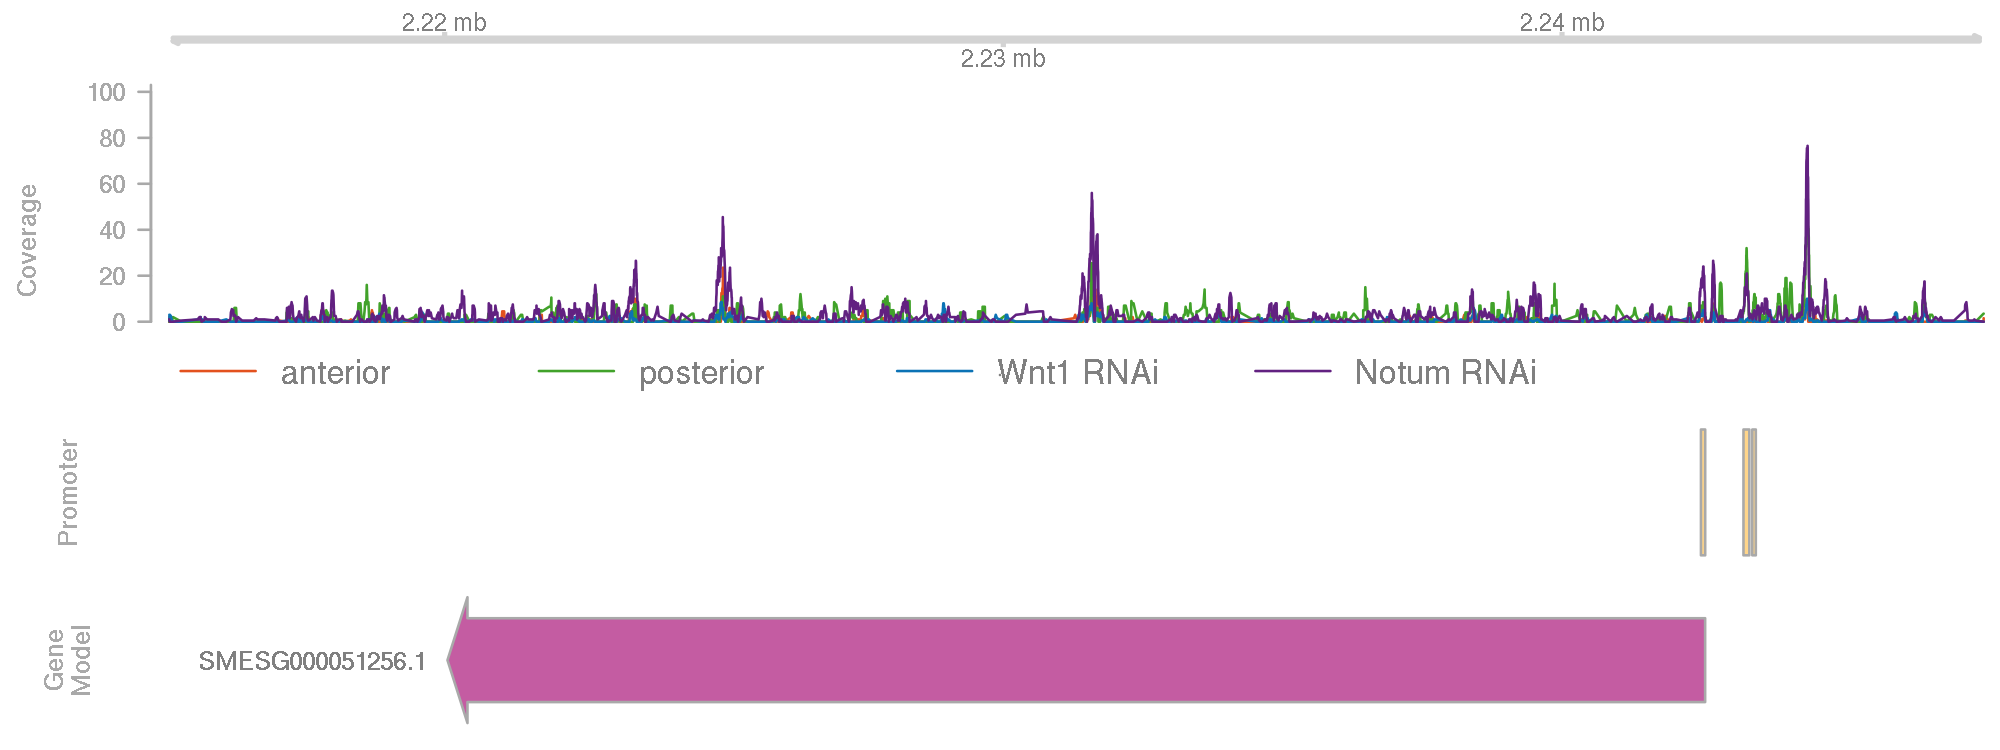 2.22 mb
2.24 mb
2.23 mb
100
80
60
40
20
0
Coverage
anterior
posterior
Wnt1 RNAi
Notum RNAi
Promoter
Gene
Model
SMESG000051256.1